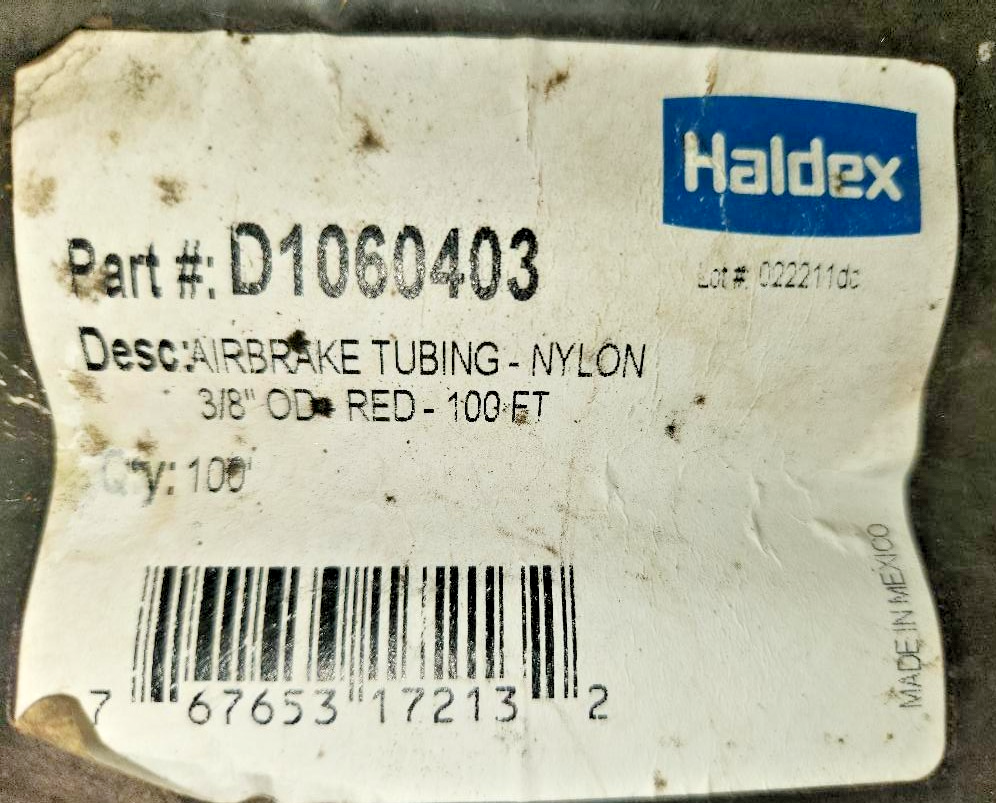 Haldex
Part #: D1060403
Lot #: 022211dc
Desc: AIRBRAKE TUBING - NYLON
3/8" OD - RED - 100 FT
Qty: 100'
MADE IN MEXICO
7 67653 17213 2